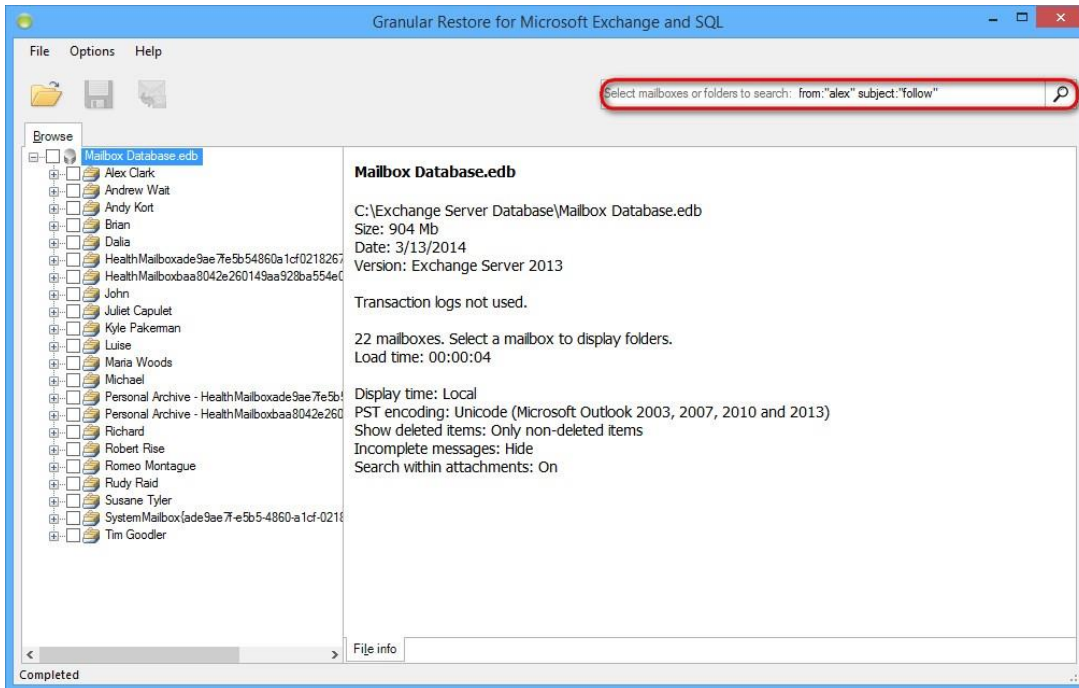 Granular Restore for Microsoft Exchange and SQL
File Options Help
Select mailboxes or folders to search: from:"alex" subject:"follow"
Browse
Mailbox Database.edb
Alex Clark
Andrew Wait
Andy Kort
Brian
Dalia
HealthMailboxade9ae7fe5b54860a1cf0218267
HealthMailboxbaa8042e260149aa928ba554e0
John
Juliet Capulet
Kyle Pakerman
Luise
Maria Woods
Michael
Personal Archive - HealthMailboxade9ae7fe5b5
Personal Archive - HealthMailboxbaa8042e260
Richard
Robert Rise
Romeo Montague
Rudy Raid
Susane Tyler
SystemMailbox{ade9ae7f-e5b5-4860-a1cf-0218
Tim Goodler
Mailbox Database.edb
C:\Exchange Server Database\Mailbox Database.edb
Size: 904 Mb
Date: 3/13/2014
Version: Exchange Server 2013
Transaction logs not used.
22 mailboxes. Select a mailbox to display folders.
Load time: 00:00:04
Display time: Local
PST encoding: Unicode (Microsoft Outlook 2003, 2007, 2010 and 2013)
Show deleted items: Only non-deleted items
Incomplete messages: Hide
Search within attachments: On
File info
Completed